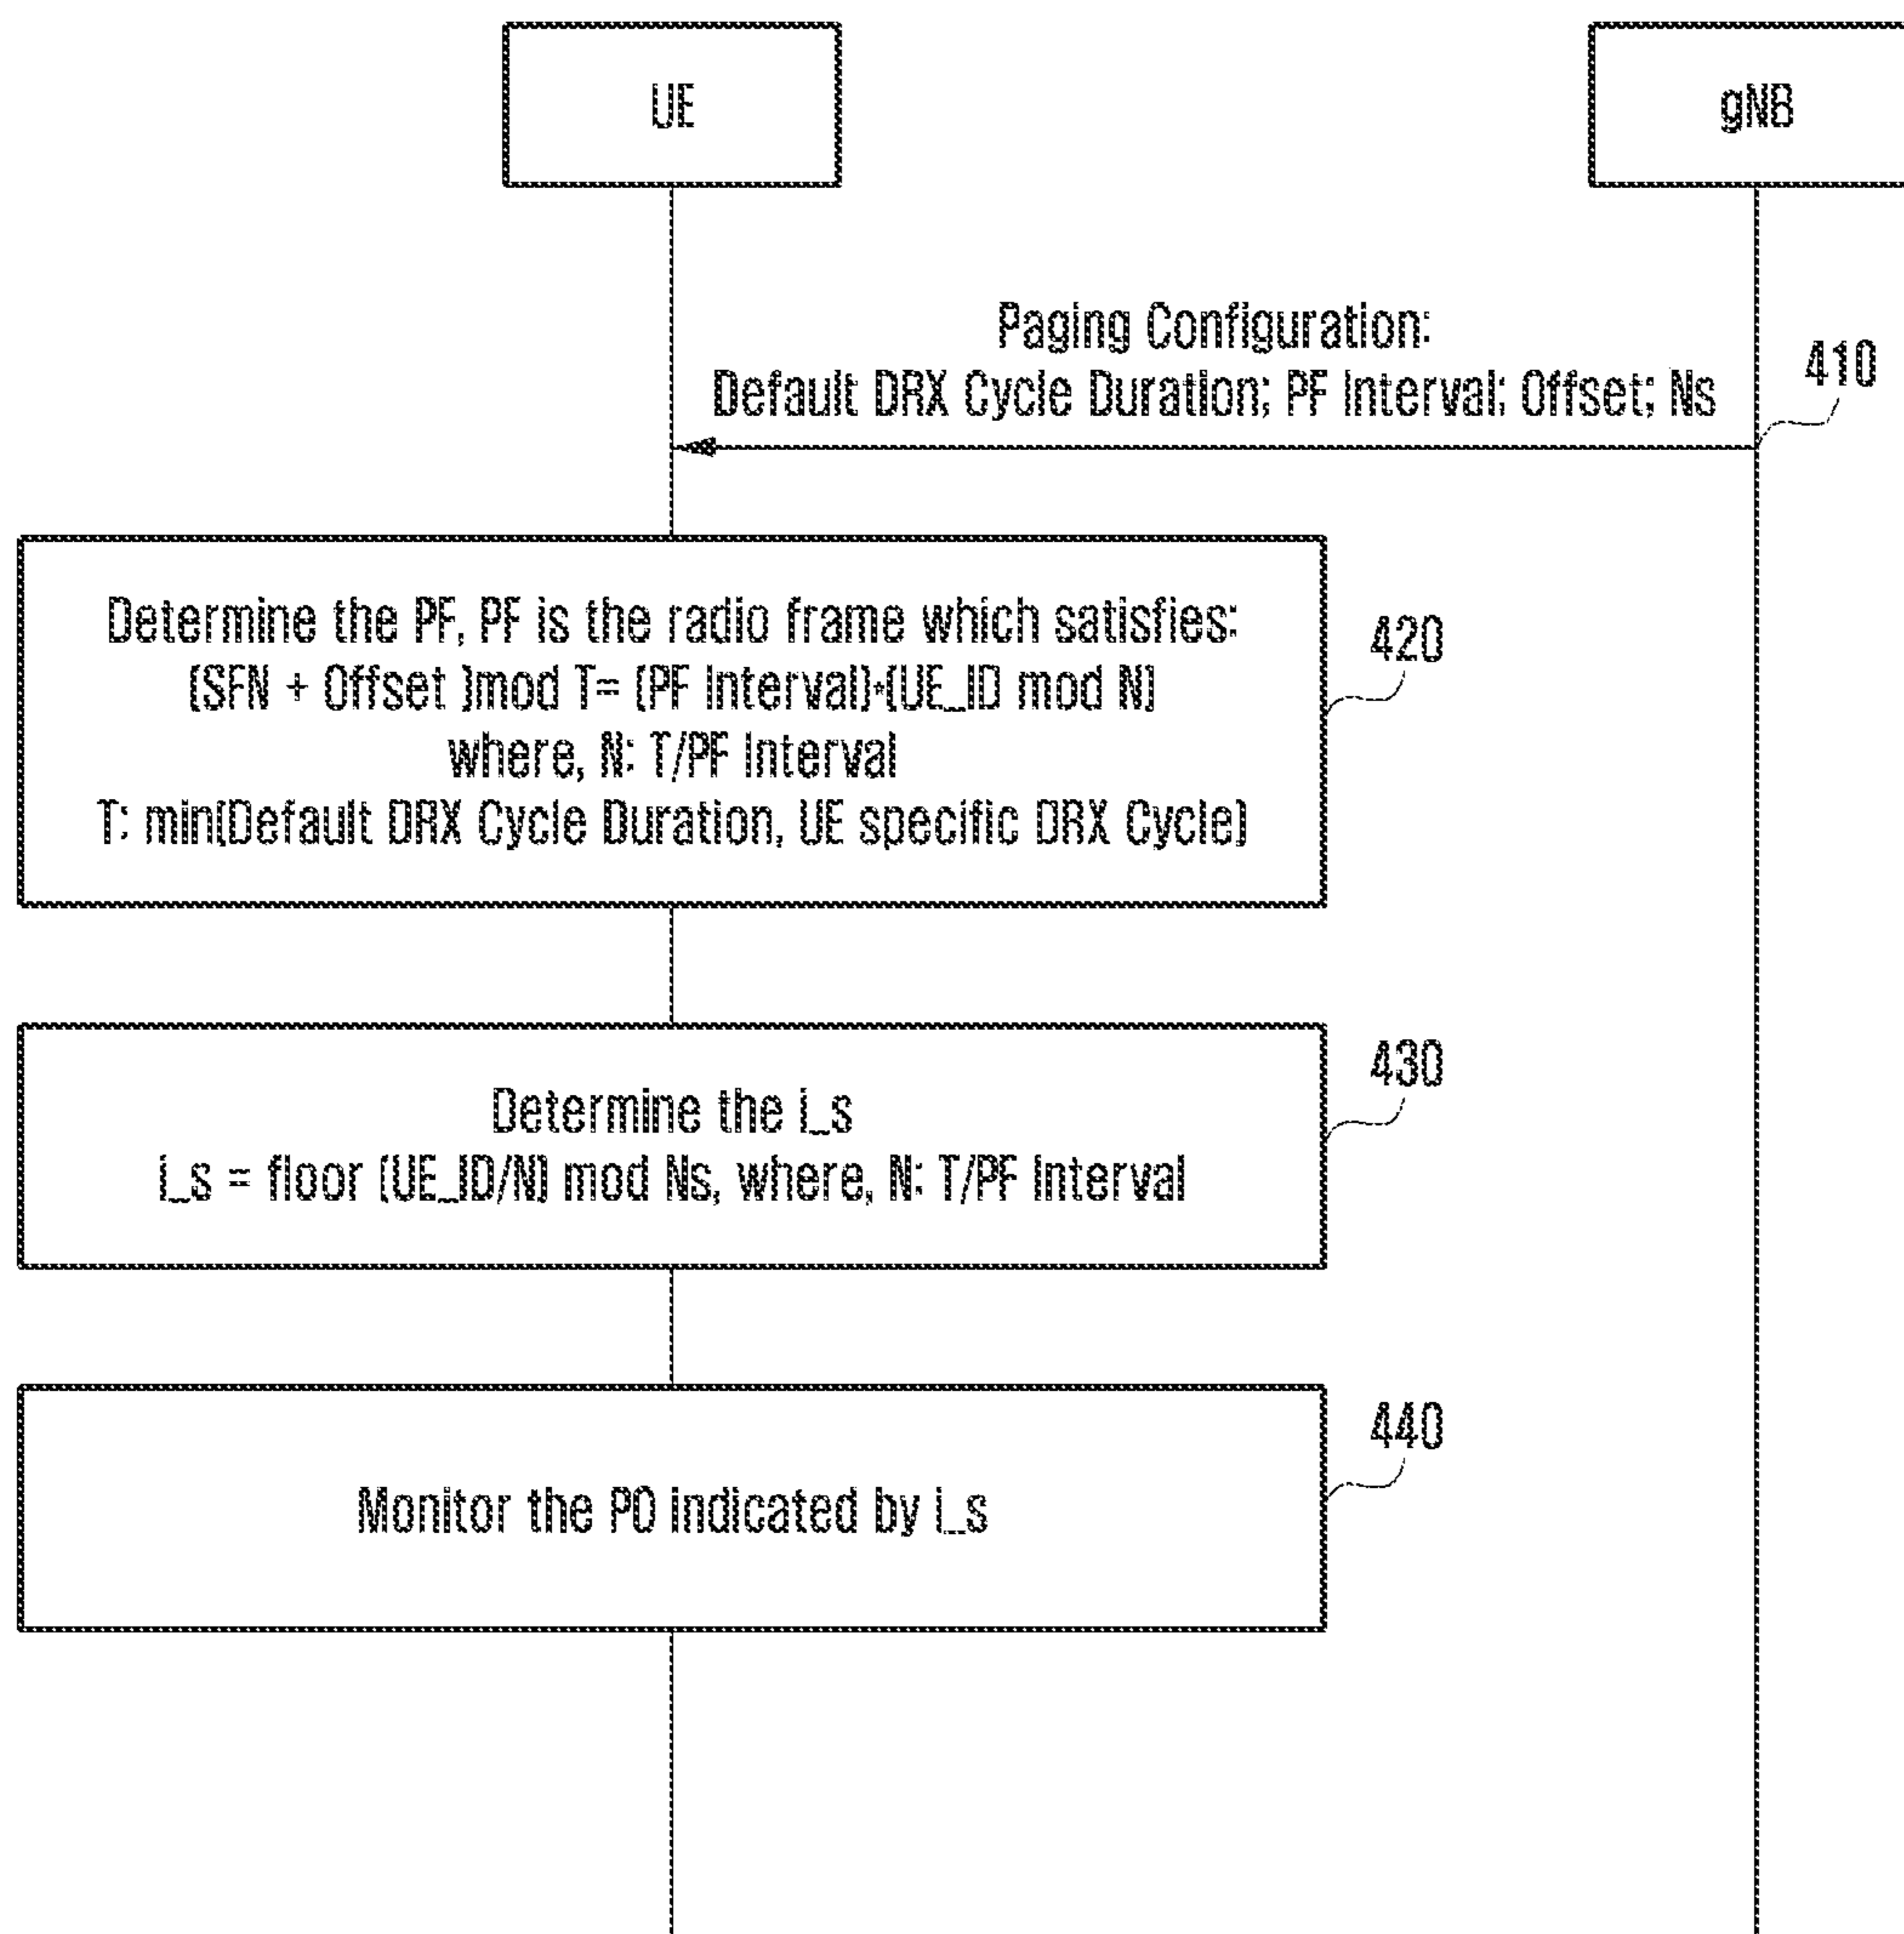 UE
gNB
Paging Configuration:
Default DRX Cycle Duration; PF Interval; Offset; Ns
410
Determine the PF, PF is the radio frame which satisfies:
(SFN + Offset )mod T= (PF Interval)*(UE_ID mod N)
where, N: T/PF Interval
T: min(Default DRX Cycle Duration, UE specific DRX Cycle)
420
Determine the i_s
i_s = floor (UE_ID/N) mod Ns, where, N: T/PF Interval
430
Monitor the PO indicated by i_s
440